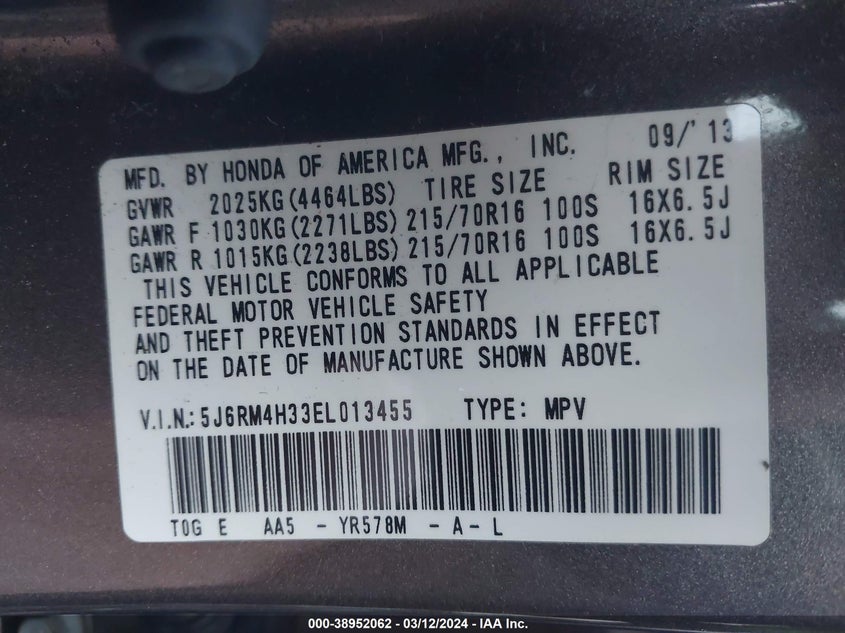 MFD. BY HONDA OF AMERICA MFG., INC. 09/'13
GVWR 2025KG(4464LBS) TIRE SIZE RIM SIZE
GAWR F 1030KG(2271LBS) 215/70R16 100S 16X6.5J
GAWR R 1015KG(2238LBS) 215/70R16 100S 16X6.5J
THIS VEHICLE CONFORMS TO ALL APPLICABLE
FEDERAL MOTOR VEHICLE SAFETY
AND THEFT PREVENTION STANDARDS IN EFFECT
ON THE DATE OF MANUFACTURE SHOWN ABOVE.
V.I.N.: 5J6RM4H33EL013455 TYPE: MPV
T0G E AA5 - YR578M - A - L
000-38952062 - 03/12/2024 - IAA Inc.